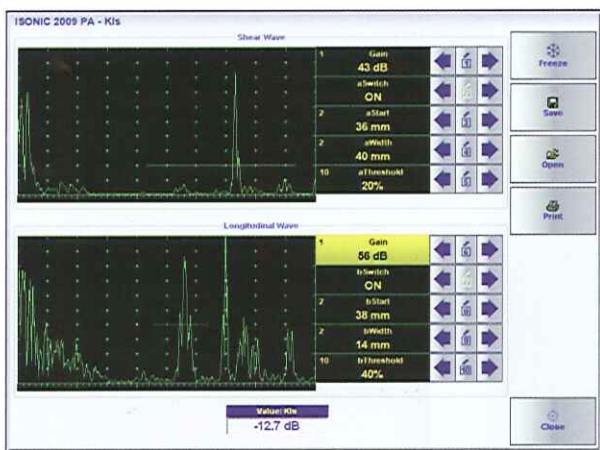 ISONIC 2009 PA - KIs
Shear Wave
1 Gain
43 dB
aSwitch
ON
2 aStart
36 mm
2 aWidth
40 mm
10 aThreshold
20%
Longitudinal Wave
1 Gain
56 dB
bSwitch
ON
2 bStart
38 mm
2 bWidth
14 mm
10 bThreshold
40%
Value: KIs
-12,7 dB
Freeze
Save
Open
Print
Close